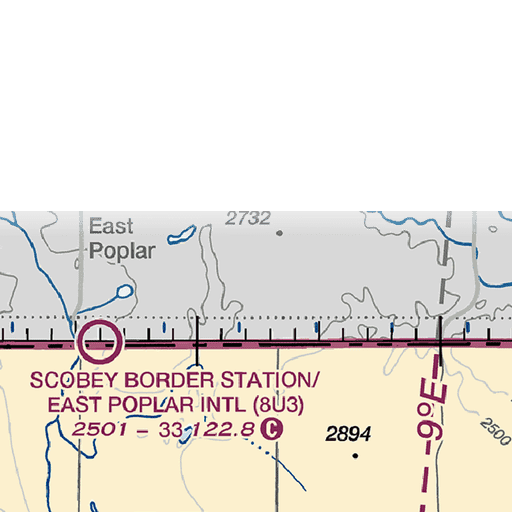 2732
East
Poplar
SCOBEY BORDER STATION/
EAST POPLAR INTL (8U3)
2501 - 33 122.8 C
2894
9°E
2500